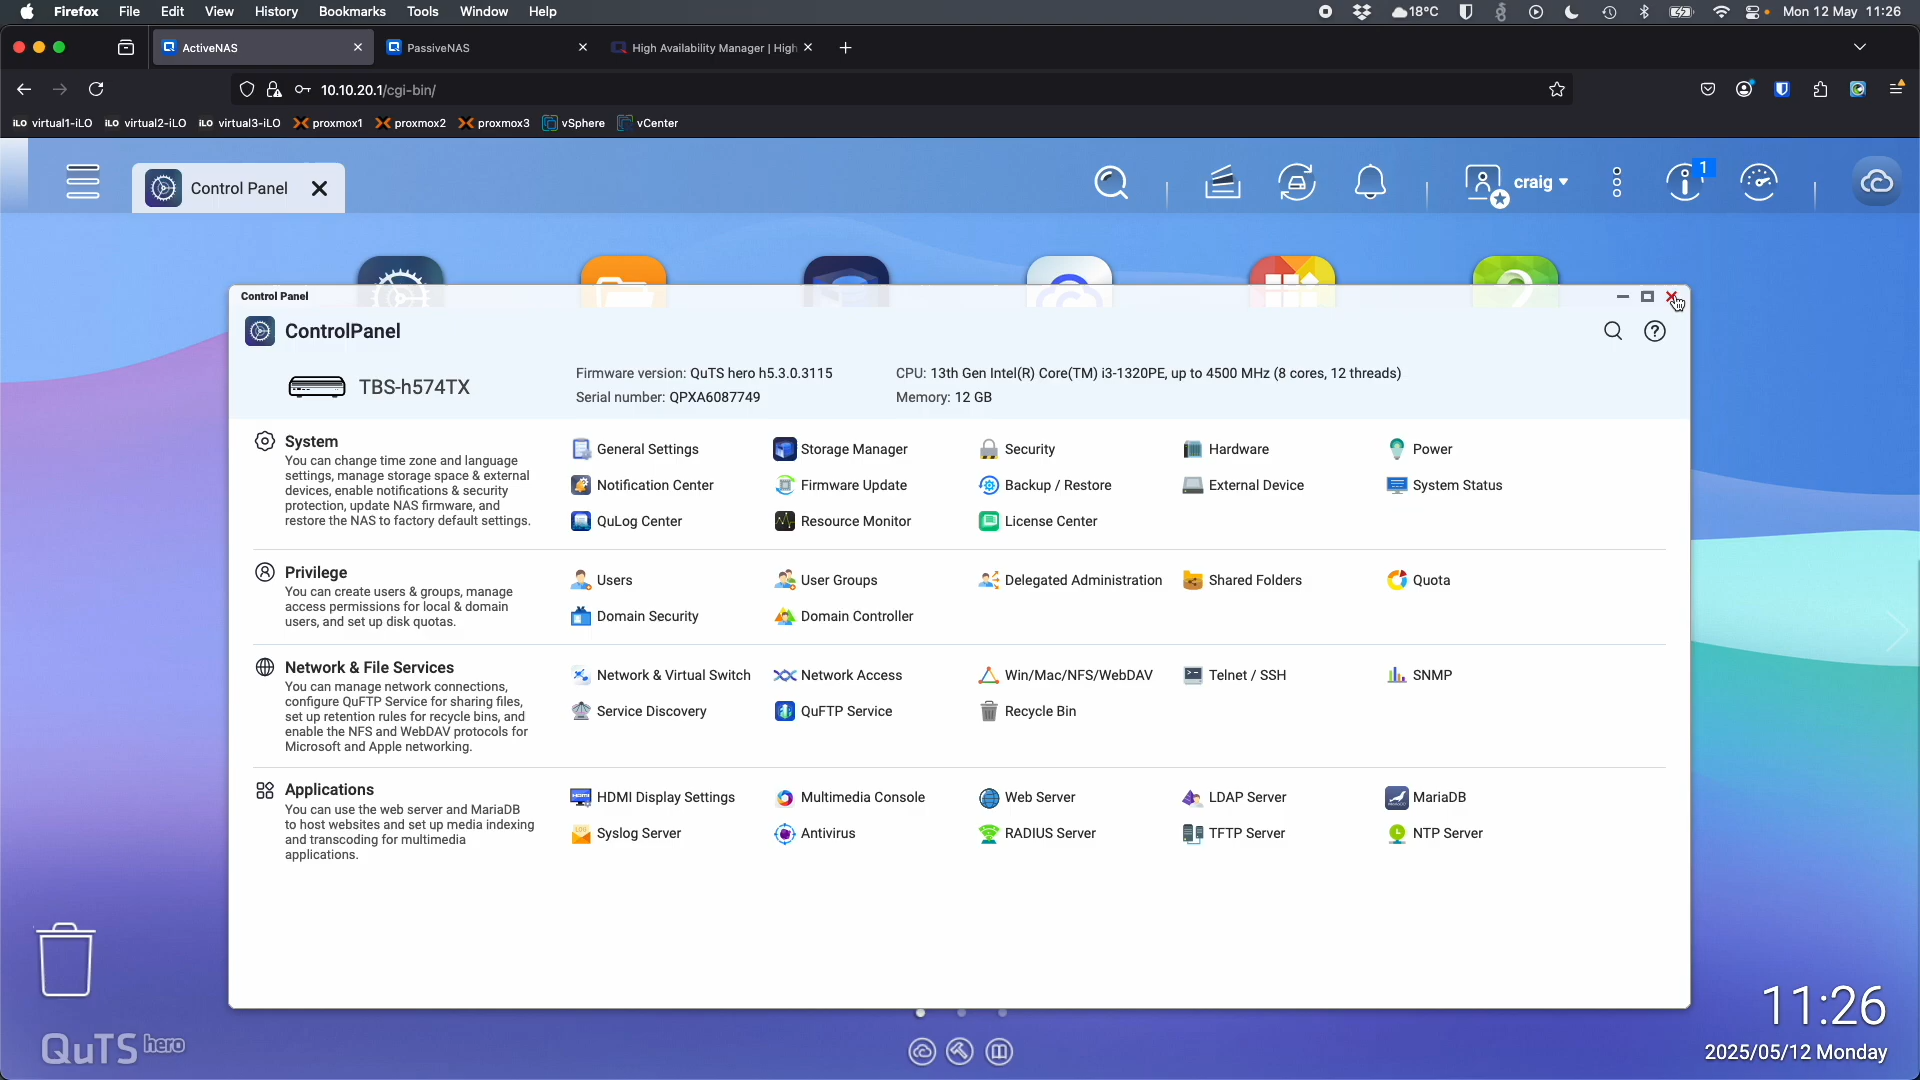 Firefox File Edit View History Bookmarks Tools Window Help 18°C Mon 12 May 11:26
ActiveNAS PassiveNAS High Availability Manager | High
10.10.20.1/cgi-bin/
iLO virtual1-iLO iLO virtual2-iLO iLO virtual3-iLO proxmox1 proxmox2 proxmox3 vSphere vCenter
Control Panel craig 1
Control Panel
ControlPanel
TBS-h574TX
Firmware version: QuTS hero h5.3.0.3115
Serial number: QPXA6087749
CPU: 13th Gen Intel(R) Core(TM) i3-1320PE, up to 4500 MHz (8 cores, 12 threads)
Memory: 12 GB
System
You can change time zone and language
settings, manage storage space & external
devices, enable notifications & security
protection, update NAS firmware, and
restore the NAS to factory default settings.
General Settings Storage Manager Security Hardware Power
Notification Center Firmware Update Backup / Restore External Device System Status
QuLog Center Resource Monitor License Center
Privilege
You can create users & groups, manage
access permissions for local & domain
users, and set up disk quotas.
Users User Groups Delegated Administration Shared Folders Quota
Domain Security Domain Controller
Network & File Services
You can manage network connections,
configure QuFTP Service for sharing files,
set up retention rules for recycle bins, and
enable the NFS and WebDAV protocols for
Microsoft and Apple networking.
Network & Virtual Switch Network Access Win/Mac/NFS/WebDAV Telnet / SSH SNMP
Service Discovery QuFTP Service Recycle Bin
Applications
You can use the web server and MariaDB
to host websites and set up media indexing
and transcoding for multimedia
applications.
HDMI Display Settings Multimedia Console Web Server LDAP Server MariaDB
Syslog Server Antivirus RADIUS Server TFTP Server NTP Server
QuTS hero
11:26
2025/05/12 Monday